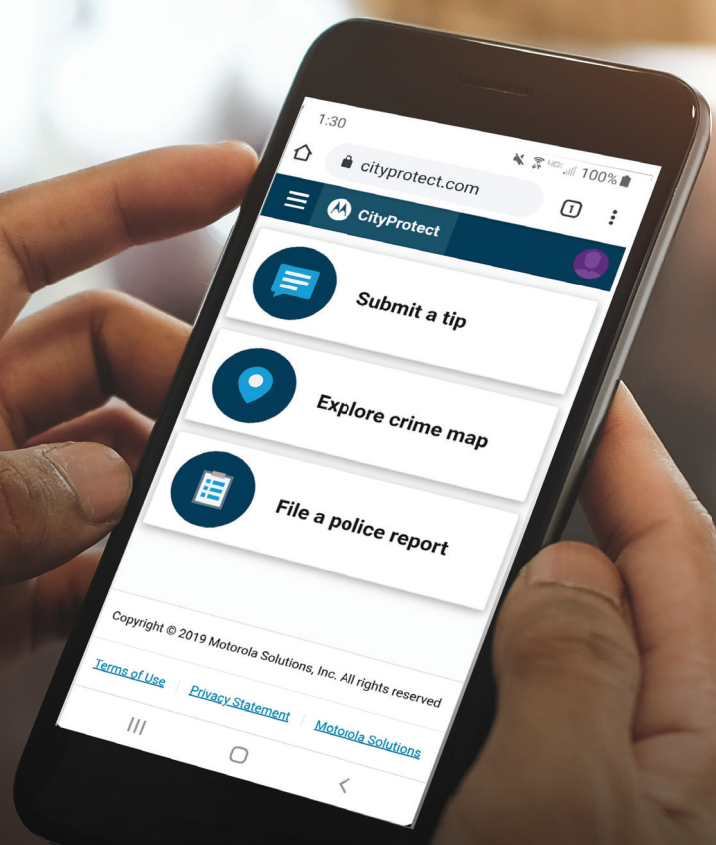 1:30
100%
cityprotect.com
1
CityProtect
Submit a tip
Explore crime map
File a police report
Copyright © 2019 Motorola Solutions, Inc. All rights reserved
Terms of Use
Privacy Statement
Motorola Solutions